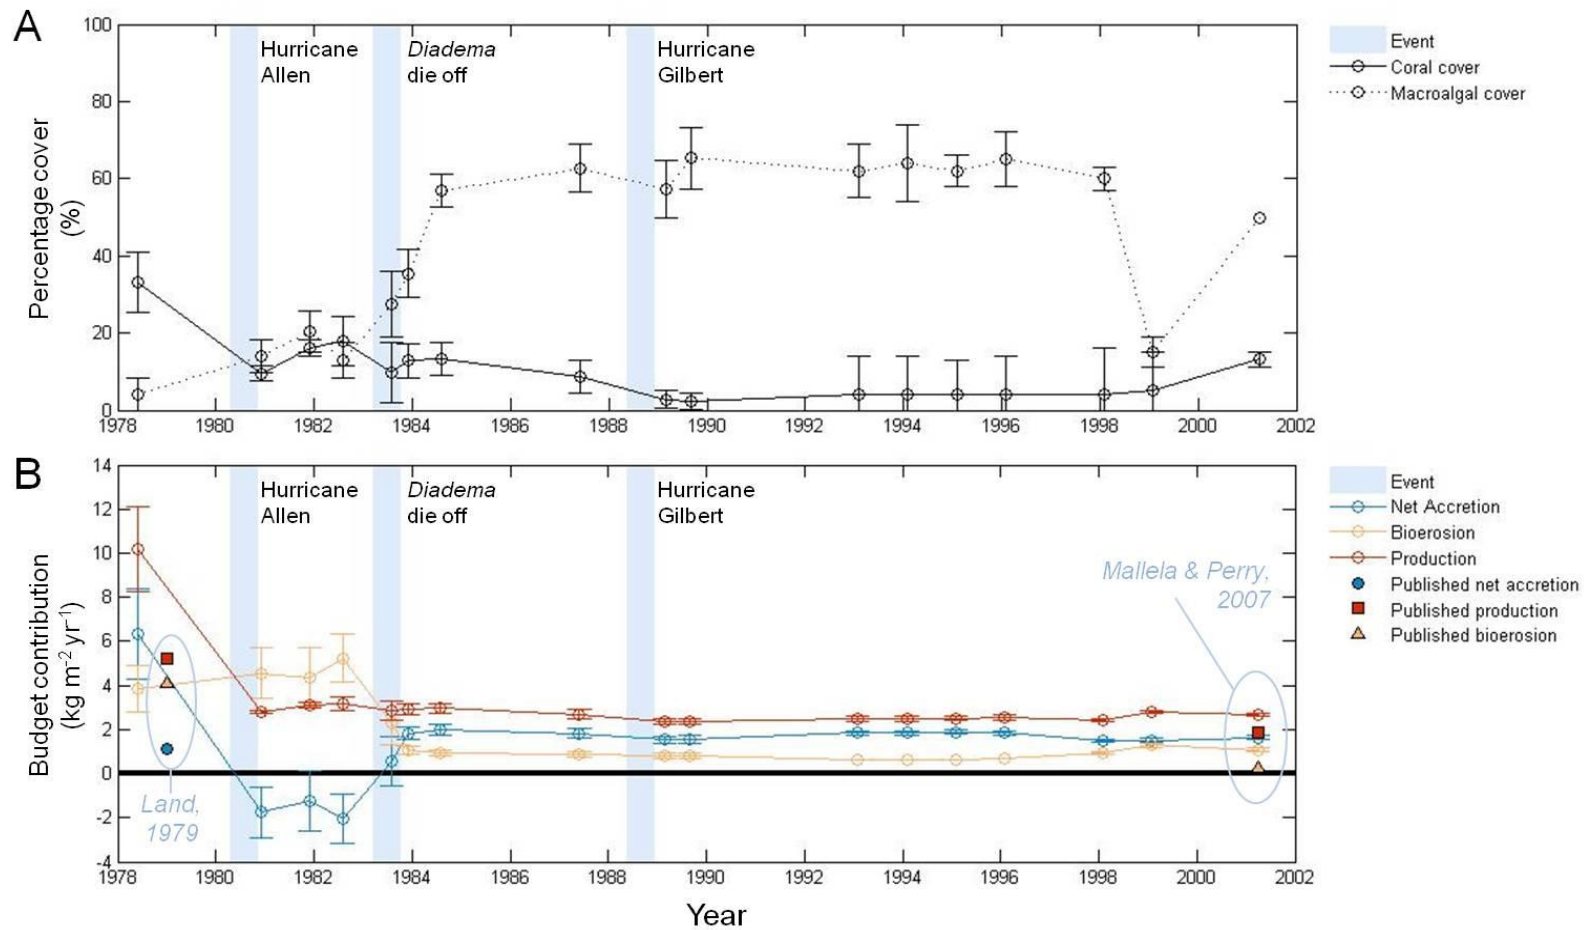 A
Percentage cover
(%)
100
80
60
40
20
0
Hurricane
Allen
Diadema
die off
Hurricane
Gilbert
Event
Coral cover
Macroalgal cover
1978 1980 1982 1984 1986 1988 1990 1992 1994 1996 1998 2000 2002
B
Budget contribution
(kg m⁻² yr⁻¹)
14
12
10
8
6
4
2
0
-2
-4
Hurricane
Allen
Diadema
die off
Hurricane
Gilbert
Land,
1979
Mallela & Perry,
2007
Event
Net Accretion
Bioerosion
Production
Published net accretion
Published production
Published bioerosion
1978 1980 1982 1984 1986 1988 1990 1992 1994 1996 1998 2000 2002
Year